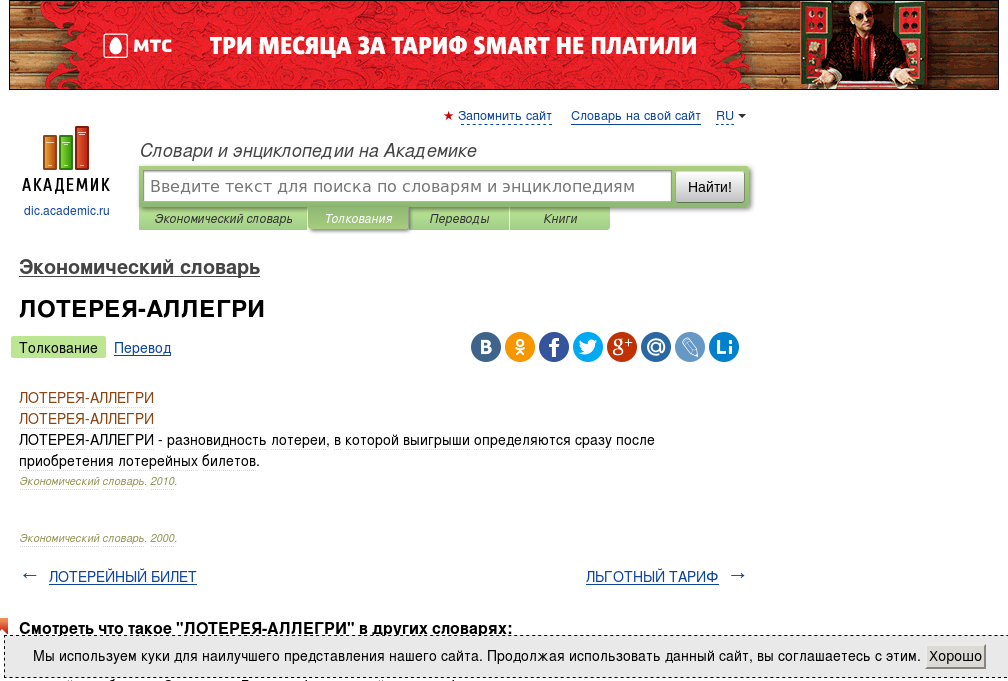 МТС
ТРИ МЕСЯЦА ЗА ТАРИФ SMART НЕ ПЛАТИЛИ
★ Запомнить сайт Словарь на свой сайт RU
Словари и энциклопедии на Академике
АКАДЕМИК
dic.academic.ru
Введите текст для поиска по словарям и энциклопедиям Найти!
Экономический словарь Толкования Переводы Книги
Экономический словарь
ЛОТЕРЕЯ-АЛЛЕГРИ
Толкование Перевод
ЛОТЕРЕЯ-АЛЛЕГРИ
ЛОТЕРЕЯ-АЛЛЕГРИ
ЛОТЕРЕЯ-АЛЛЕГРИ - разновидность лотереи, в которой выигрыши определяются сразу после
приобретения лотерейных билетов.
Экономический словарь. 2010.
Экономический словарь. 2000.
← ЛОТЕРЕЙНЫЙ БИЛЕТ ЛЬГОТНЫЙ ТАРИФ →
Смотреть что такое "ЛОТЕРЕЯ-АЛЛЕГРИ" в других словарях:
Мы используем куки для наилучшего представления нашего сайта. Продолжая использовать данный сайт, вы соглашаетесь с этим. Хорошо